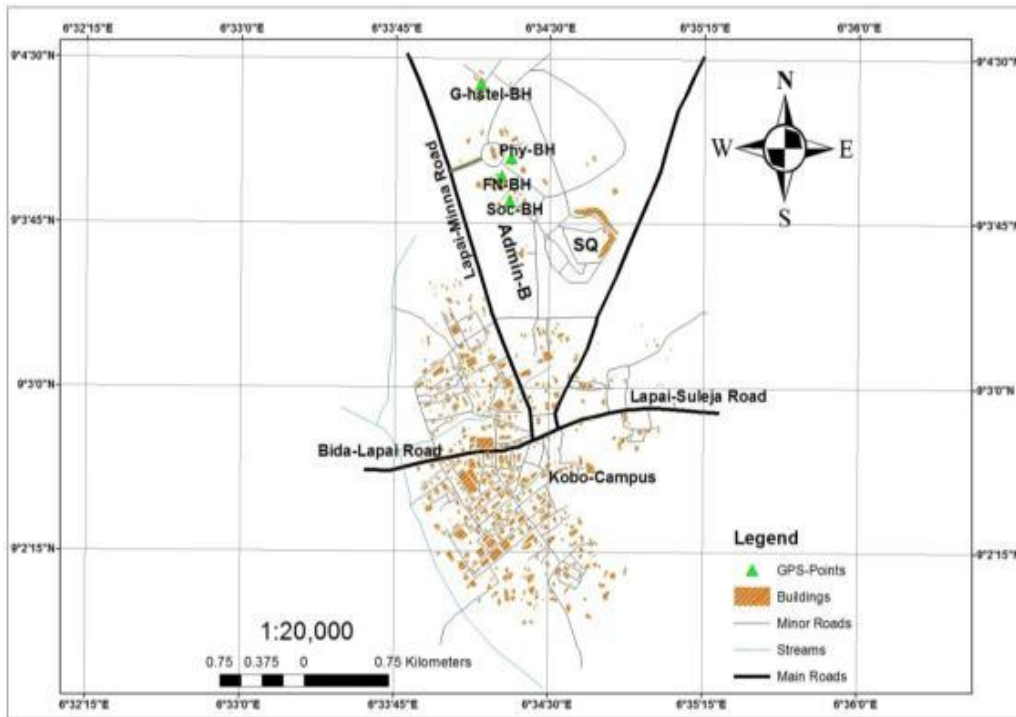 6°32'15"E 6°33'0"E 6°33'45"E 6°34'30"E 6°35'15"E 6°36'0"E
9°4'30"N 9°4'30"N
N
G-hstel-BH
W E
Phy-BH
Lapai-Minna Road
FN-BH
Soc-BH
S
9°3'45"N 9°3'45"N
Admin-B
SQ
9°3'0"N 9°3'0"N
Lapai-Suleja Road
Bida-Lapai Road
Kobo-Campus
Legend
9°2'15"N 9°2'15"N
GPS-Points
Buildings
Minor Roads
1:20,000
Streams
0.75 0.375 0 0.75 Kilometers
Main Roads
6°32'15"E 6°33'0"E 6°33'45"E 6°34'30"E 6°35'15"E 6°36'0"E